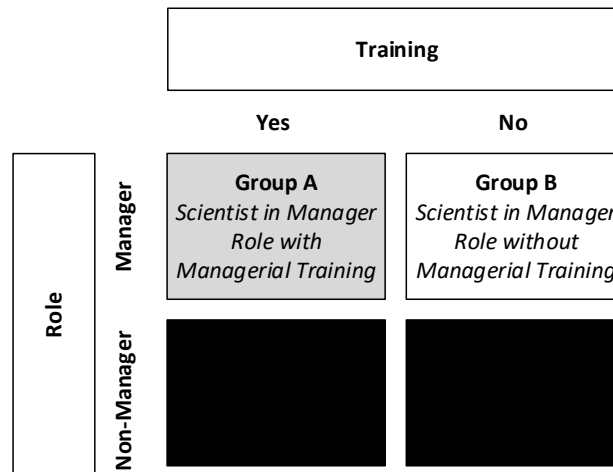 Training
Yes No
Group A
Scientist in Manager
Role with
Managerial Training
Group B
Scientist in Manager
Role without
Managerial Training
Role
Manager
Non-Manager